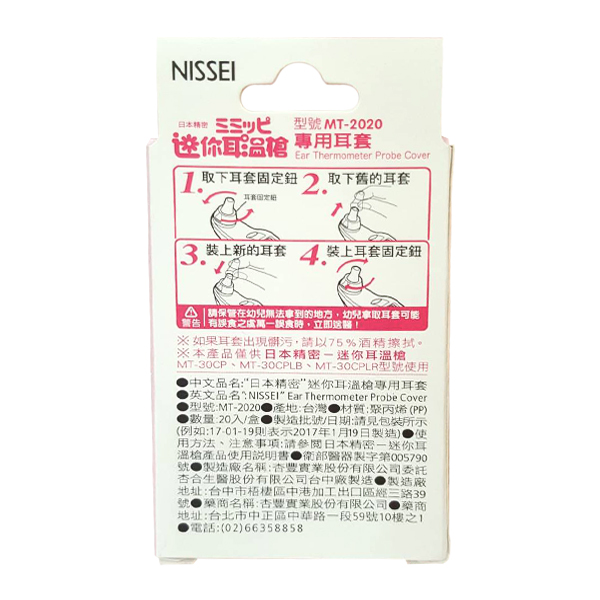 NISSEI
日本精密 ミミッピ 型號 MT-2020
迷你耳溫槍 專用耳套
Ear Thermometer Probe Cover
1. 取下耳套固定鈕
耳套固定鈕
2. 取下舊的耳套
3. 裝上新的耳套
4. 裝上耳套固定鈕
警告 請保管在幼兒無法拿到的地方，幼兒拿取耳套可能
有誤食之虞萬一誤食時，立即送醫！
※如果耳套出現髒污，請以75%酒精擦拭。
※本產品僅供日本精密－迷你耳溫槍
MT-30CP、MT-30CPLB、MT-30CPLR型號使用
●中文品名:"日本精密"迷你耳溫槍專用耳套
●英文品名:"NISSEI" Ear Thermometer Probe Cover
●型號:MT-2020●產地:台灣●材質:聚丙烯(PP)
●數量:20入/盒●製造批號/日期:請見包裝所示
(例如:17-01-19則表示2017年1月19日製造)●使
用方法、注意事項:請參閱日本精密－迷你耳
溫槍產品使用說明書●衛部醫器製字第005790
號●製造廠名稱:杏豐實業股份有限公司委託
杏合生醫股份有限公司台中廠製造●製造廠
地址:台中市梧棲區中港加工出口區經三路39
號●藥商名稱:杏豐實業股份有限公司●藥商
地址:台北市中正區中華路一段59號10樓之1
●電話:(02)66358858